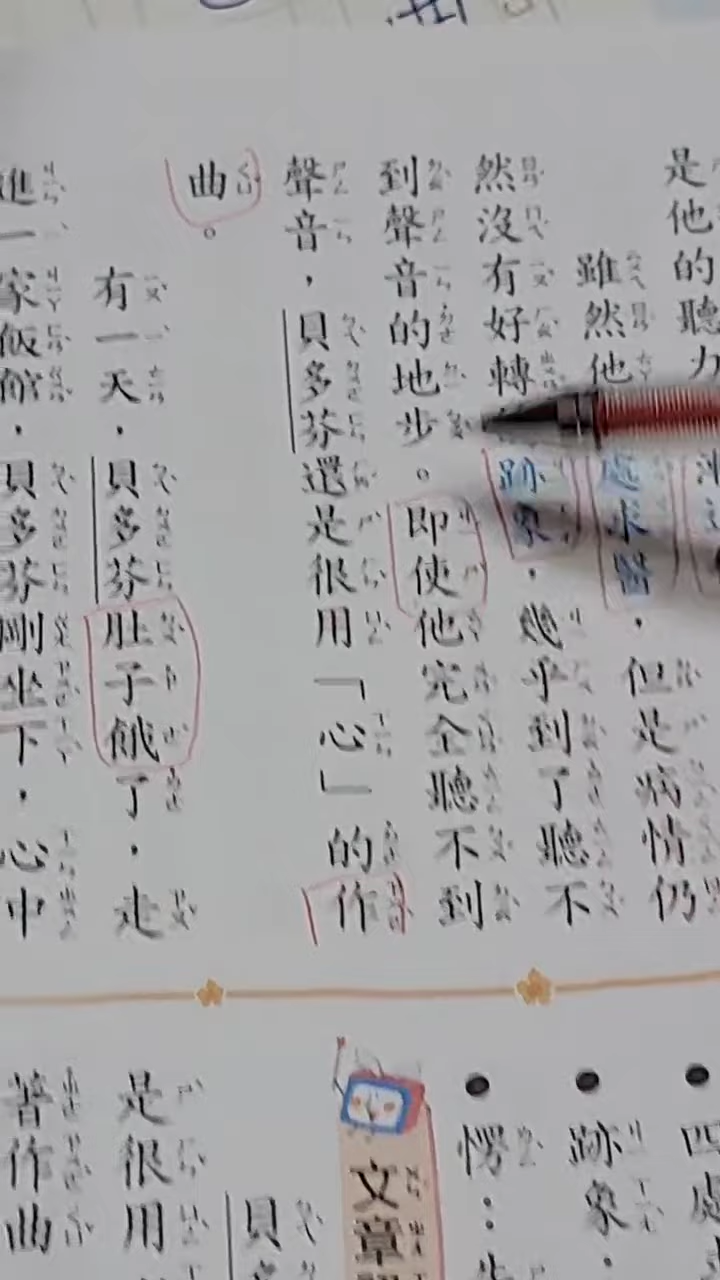 是他的聽力
雖然他處求醫，但是病情仍
然沒有好轉跡象，幾乎到了聽不
到聲音的地步。即使他完全聽不到
聲音，貝多芬還是很用「心」的作
曲。
有一天，貝多芬肚子餓了，走
進一家飯館，貝多芬剛坐下，心中
四處
跡象：
愣：
文章
貝多
是很用
著作曲